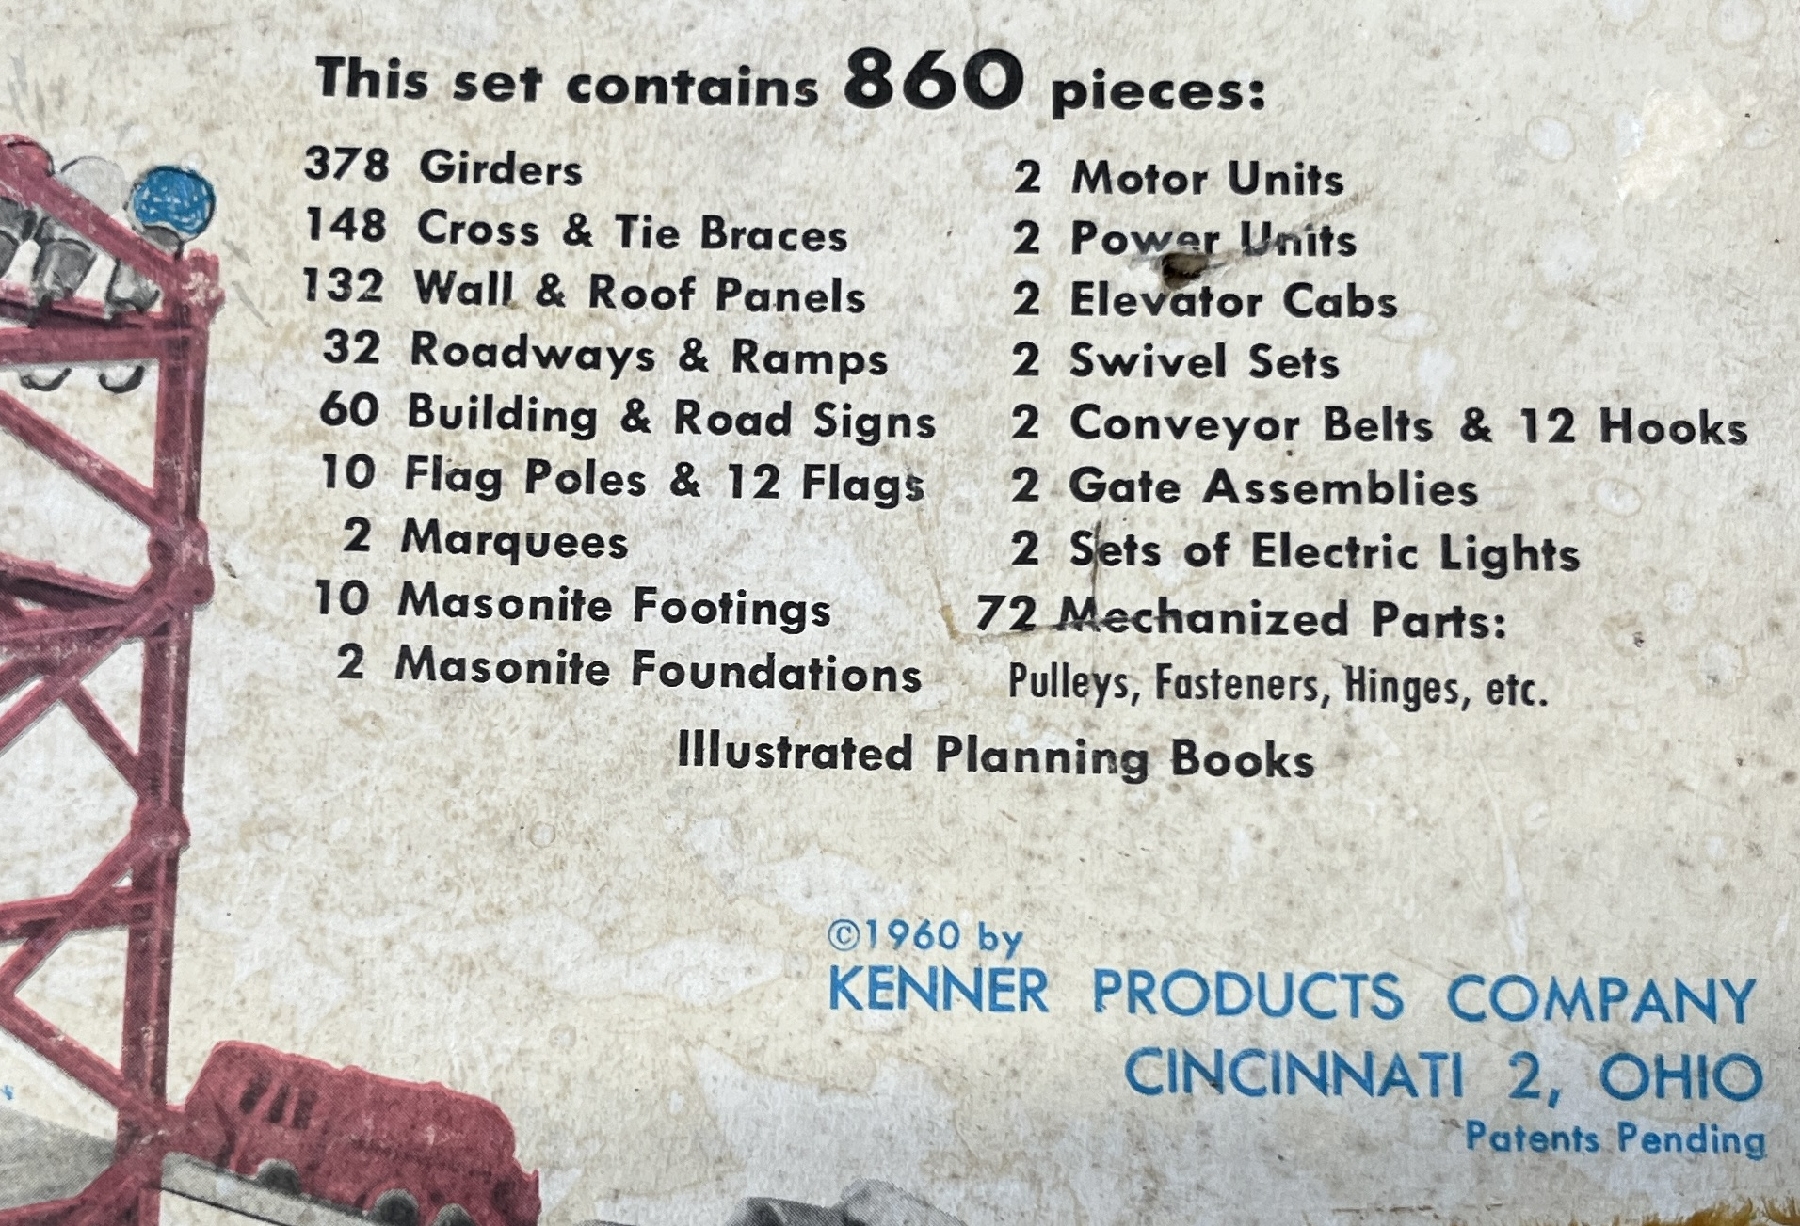 This set contains 860 pieces:
378 Girders
148 Cross & Tie Braces
132 Wall & Roof Panels
32 Roadways & Ramps
60 Building & Road Signs
10 Flag Poles & 12 Flags
2 Marquees
10 Masonite Footings
2 Masonite Foundations
2 Motor Units
2 Power Units
2 Elevator Cabs
2 Swivel Sets
2 Conveyor Belts & 12 Hooks
2 Gate Assemblies
2 Sets of Electric Lights
72 Mechanized Parts:
Pulleys, Fasteners, Hinges, etc.
Illustrated Planning Books
©1960 by
KENNER PRODUCTS COMPANY
CINCINNATI 2, OHIO
Patents Pending